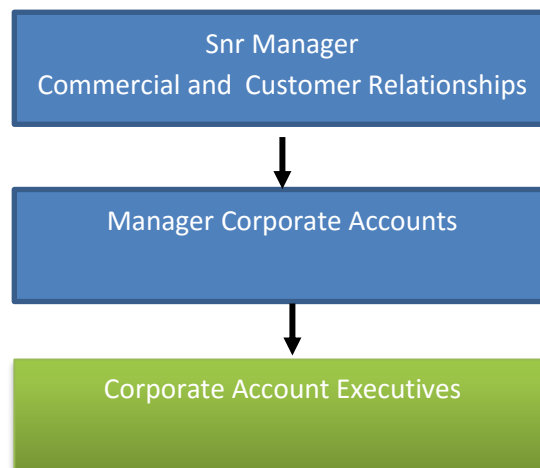 Snr Manager
Commercial and  Customer Relationships
Manager Corporate Accounts
Corporate Account Executives